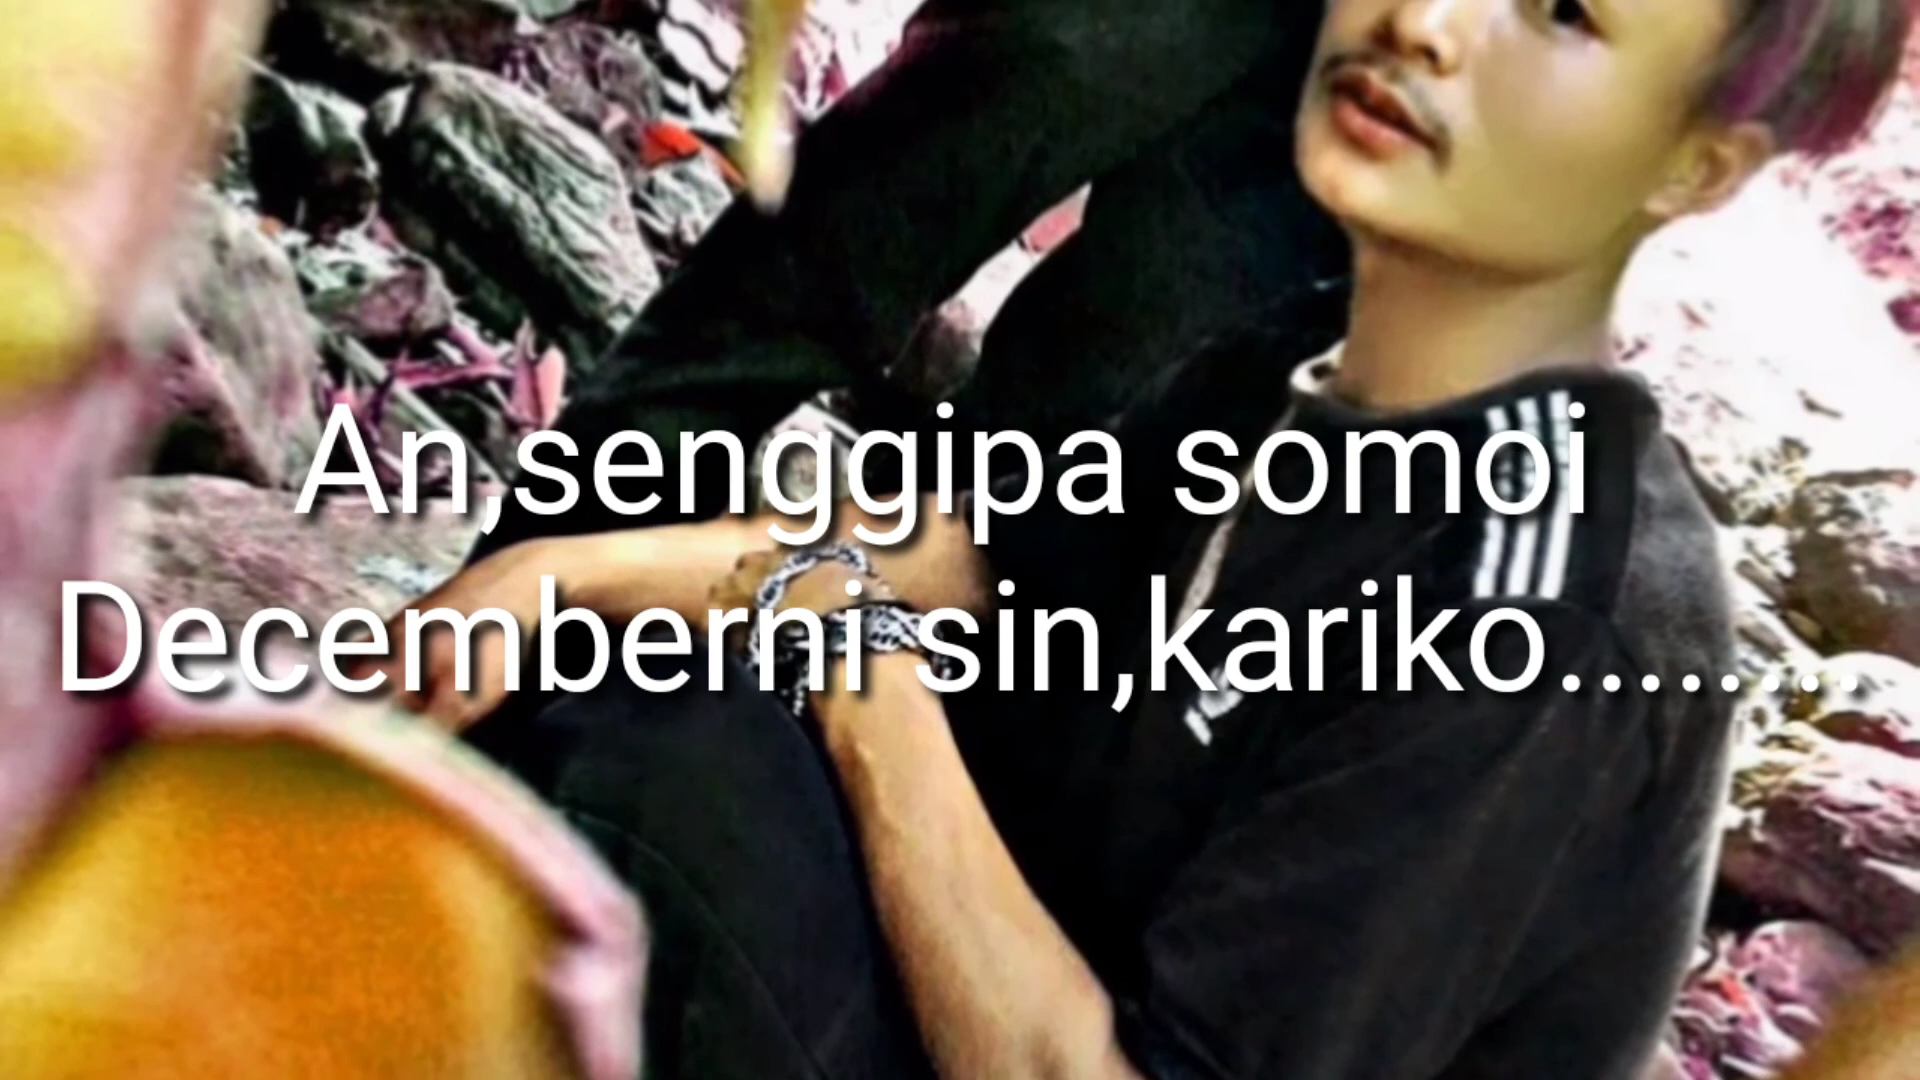 An,senggipa somoi
Decemberni sin,kariko........